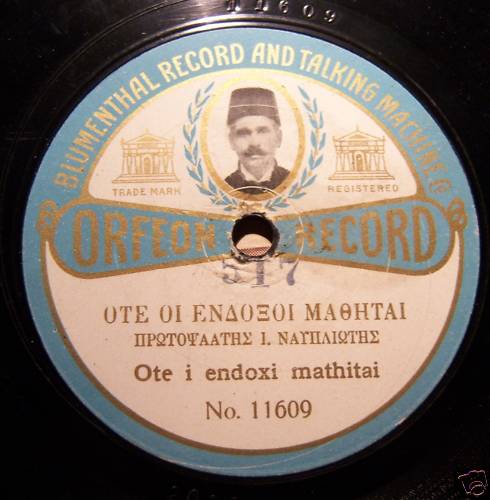 11609
BLUMENTHAL RECORD AND TALKING MACHINE Co
TRADE MARK
REGISTERED
ORFEON RECORD
517
ΟΤΕ ΟΙ ΕΝΔΟΞΟΙ ΜΑΘΗΤΑΙ
ΠΡΩΤΟΨΑΛΤΗΣ Ι. ΝΑΥΠΛΙΩΤΗΣ
Ote i endoxi mathitai
No. 11609